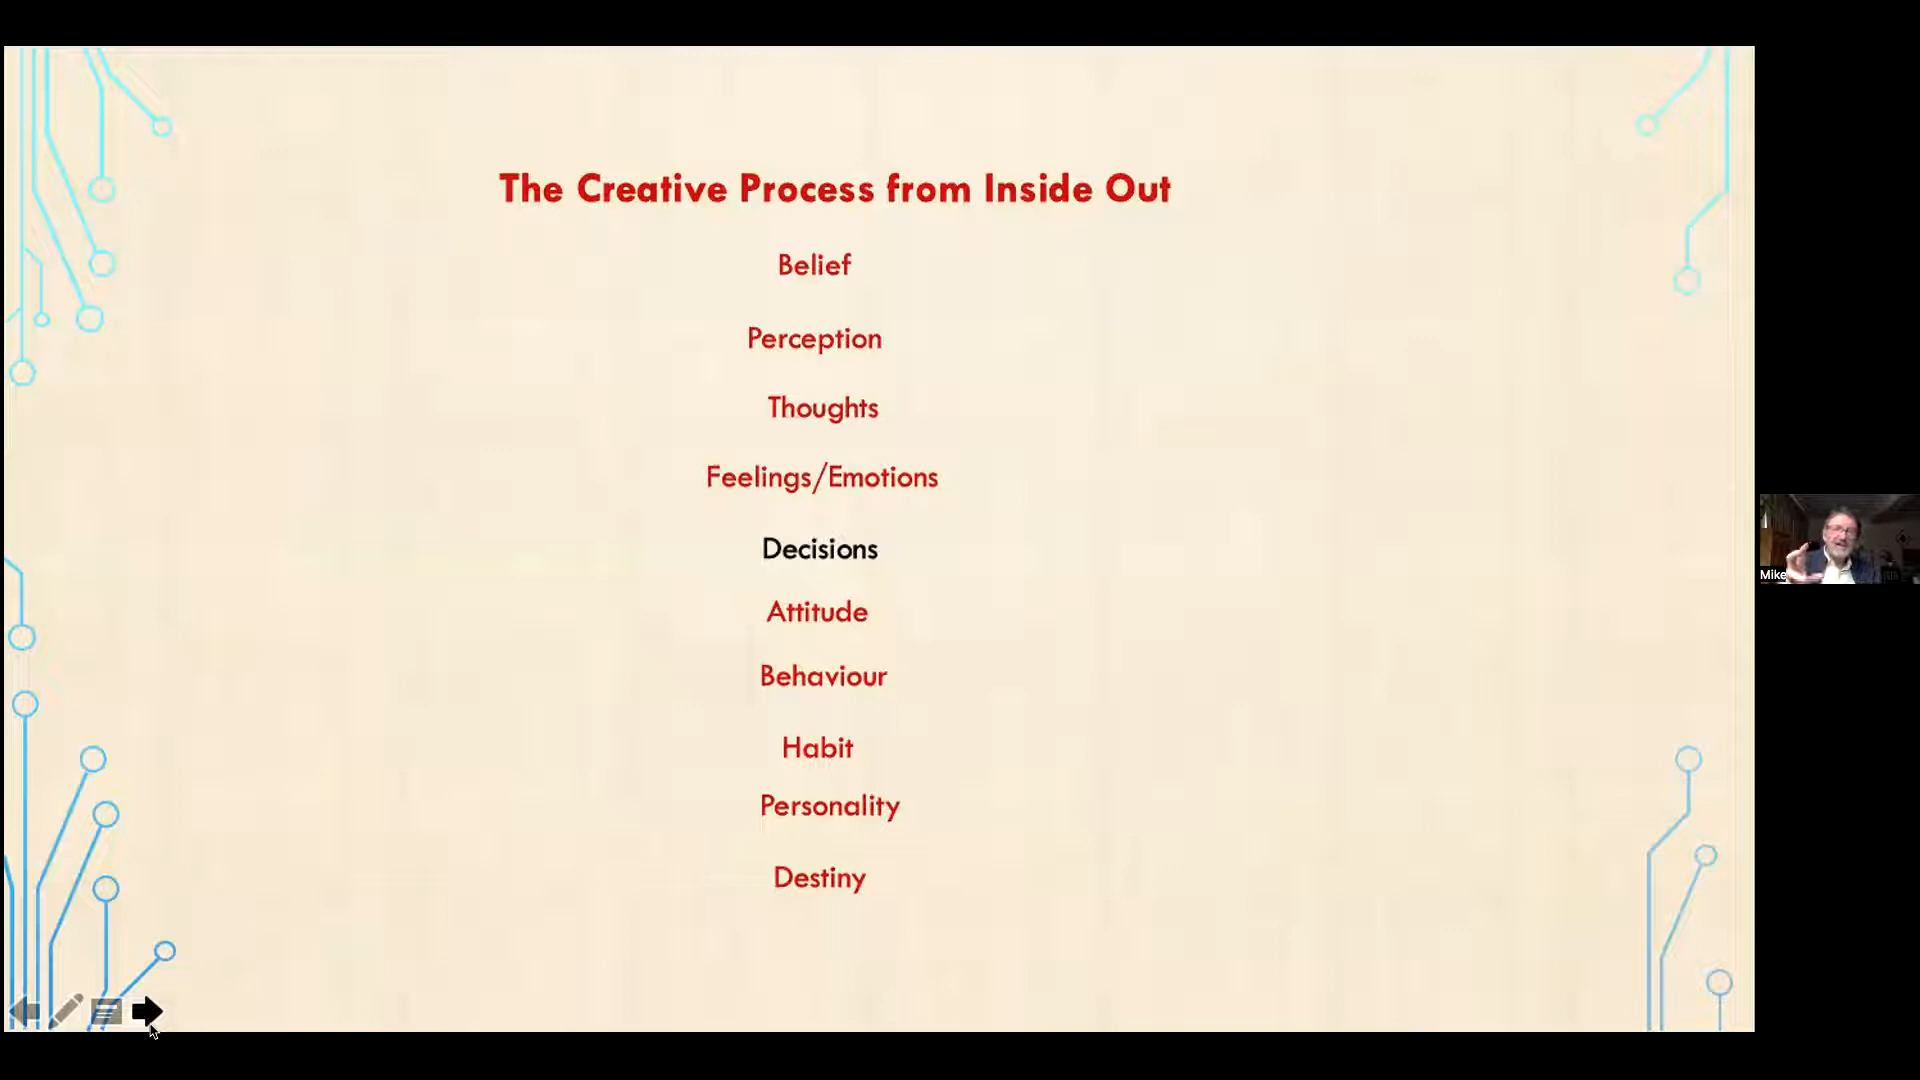 The Creative Process from Inside Out
Belief
Perception
Thoughts
Feelings/Emotions
Decisions
Attitude
Behaviour
Habit
Personality
Destiny
Mike